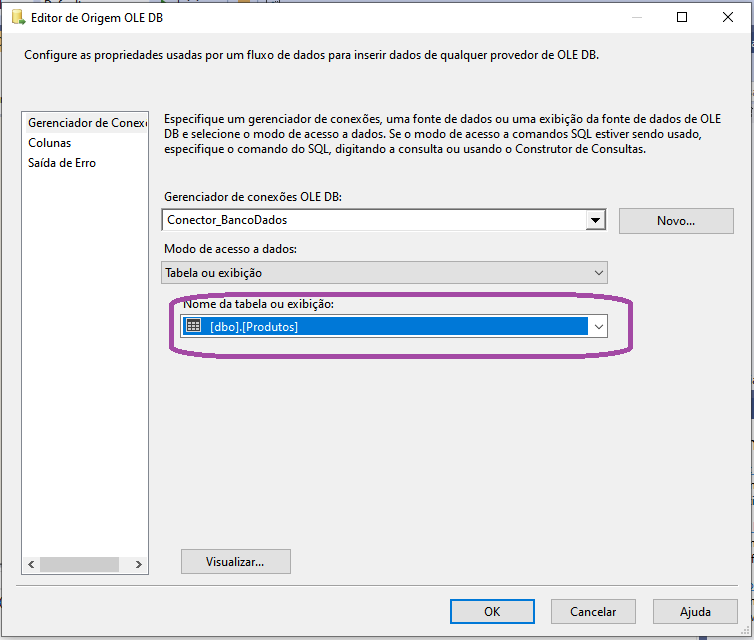 Editor de Origem OLE DB
Configure as propriedades usadas por um fluxo de dados para inserir dados de qualquer provedor de OLE DB.
Gerenciador de Conex
Colunas
Saída de Erro
Especifique um gerenciador de conexões, uma fonte de dados ou uma exibição da fonte de dados de OLE
DB e selecione o modo de acesso a dados. Se o modo de acesso a comandos SQL estiver sendo usado,
especifique o comando do SQL, digitando a consulta ou usando o Construtor de Consultas.
Gerenciador de conexões OLE DB:
Conector_BancoDados
Novo...
Modo de acesso a dados:
Tabela ou exibição
Nome da tabela ou exibição:
[dbo].[Produtos]
Visualizar...
OK
Cancelar
Ajuda